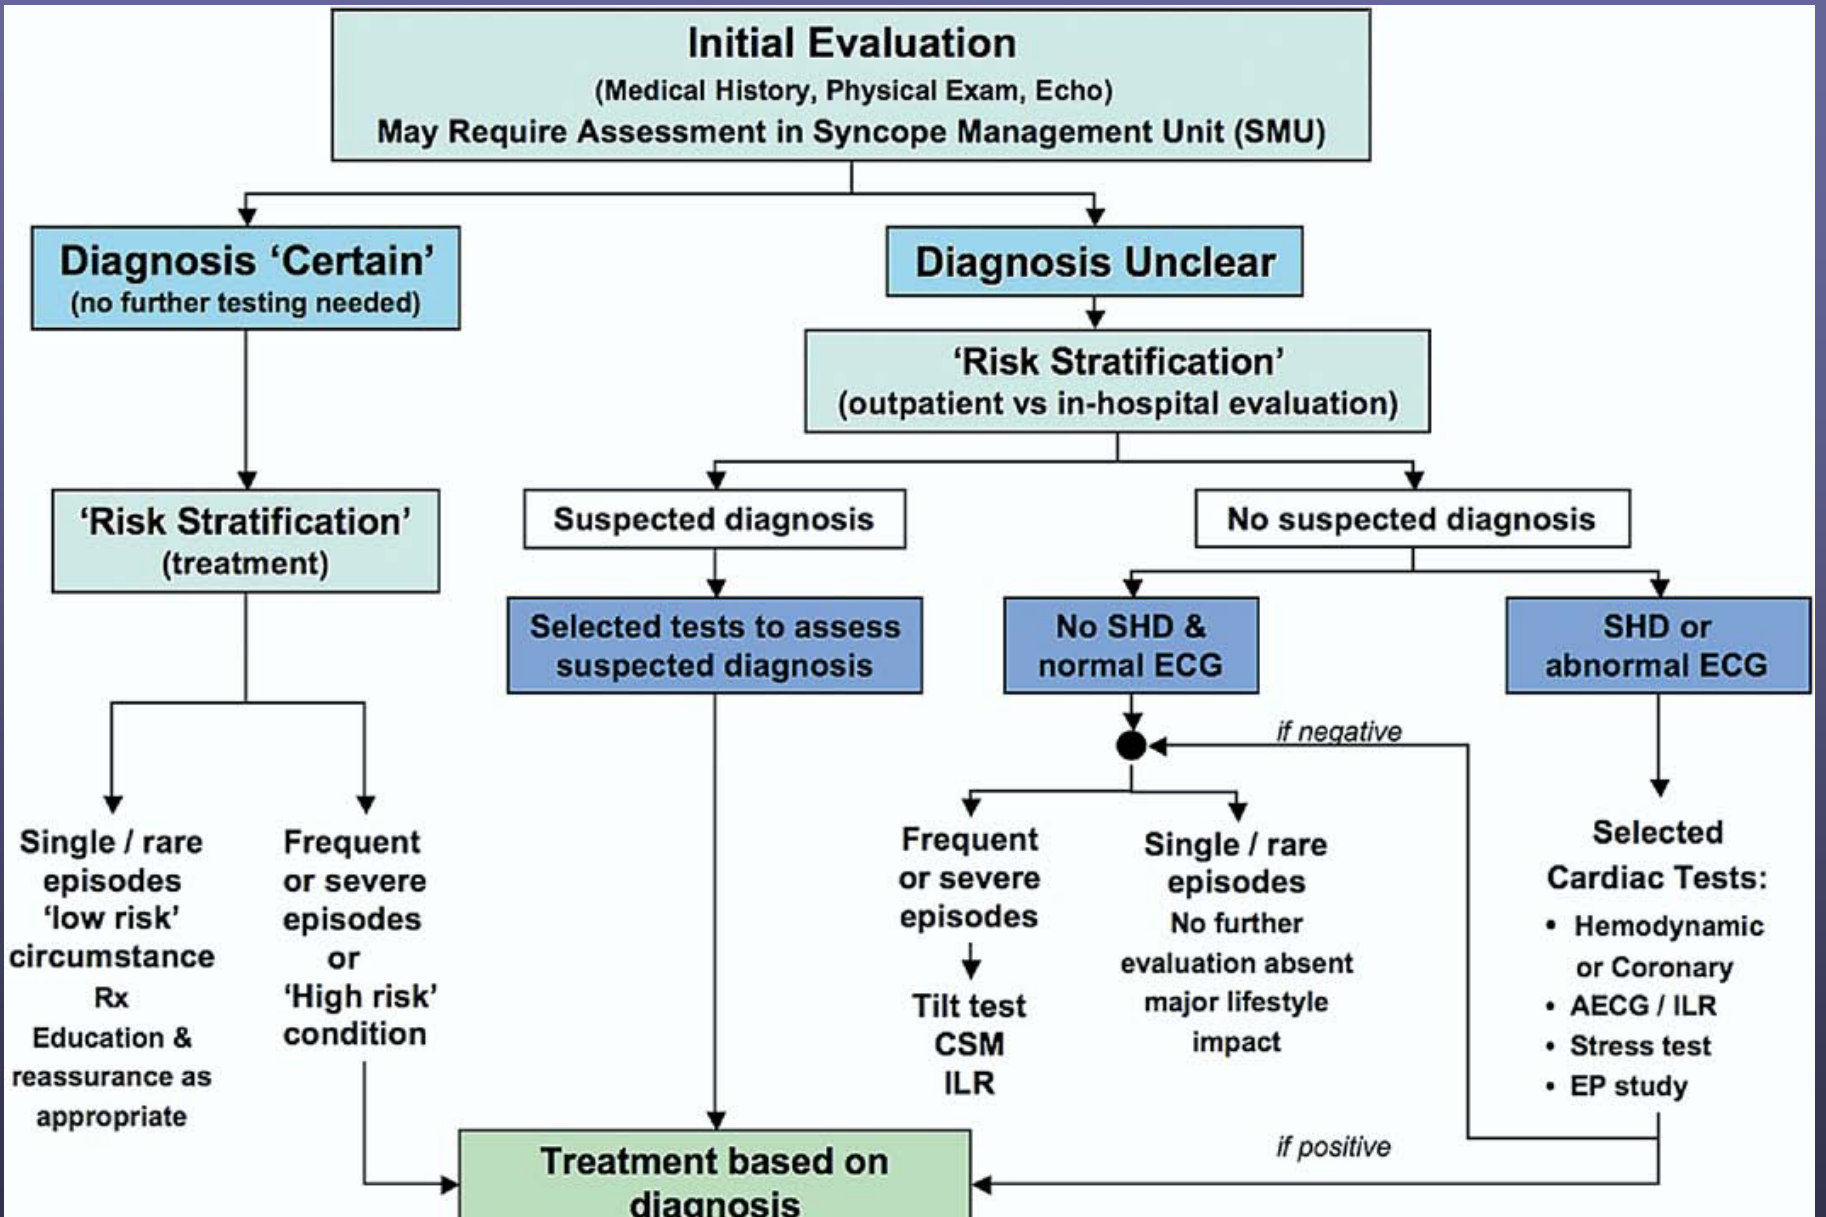 Initial Evaluation
(Medical History, Physical Exam, Echo)
May Require Assessment in Syncope Management Unit (SMU)
Diagnosis ‘Certain’
(no further testing needed)
Diagnosis Unclear
‘Risk Stratification’
(outpatient vs in-hospital evaluation)
‘Risk Stratification’
(treatment)
Suspected diagnosis
No suspected diagnosis
Selected tests to assess
suspected diagnosis
No SHD &
normal ECG
SHD or
abnormal ECG
if negative
Single / rare
episodes
‘low risk’
circumstance
Rx
Education &
reassurance as
appropriate
Frequent
or severe
episodes
or
‘High risk’
condition
Frequent
or severe
episodes
Tilt test
CSM
ILR
Single / rare
episodes
No further
evaluation absent
major lifestyle
impact
Selected
Cardiac Tests:
• Hemodynamic
or Coronary
• AECG / ILR
• Stress test
• EP study
if positive
Treatment based on
diagnosis